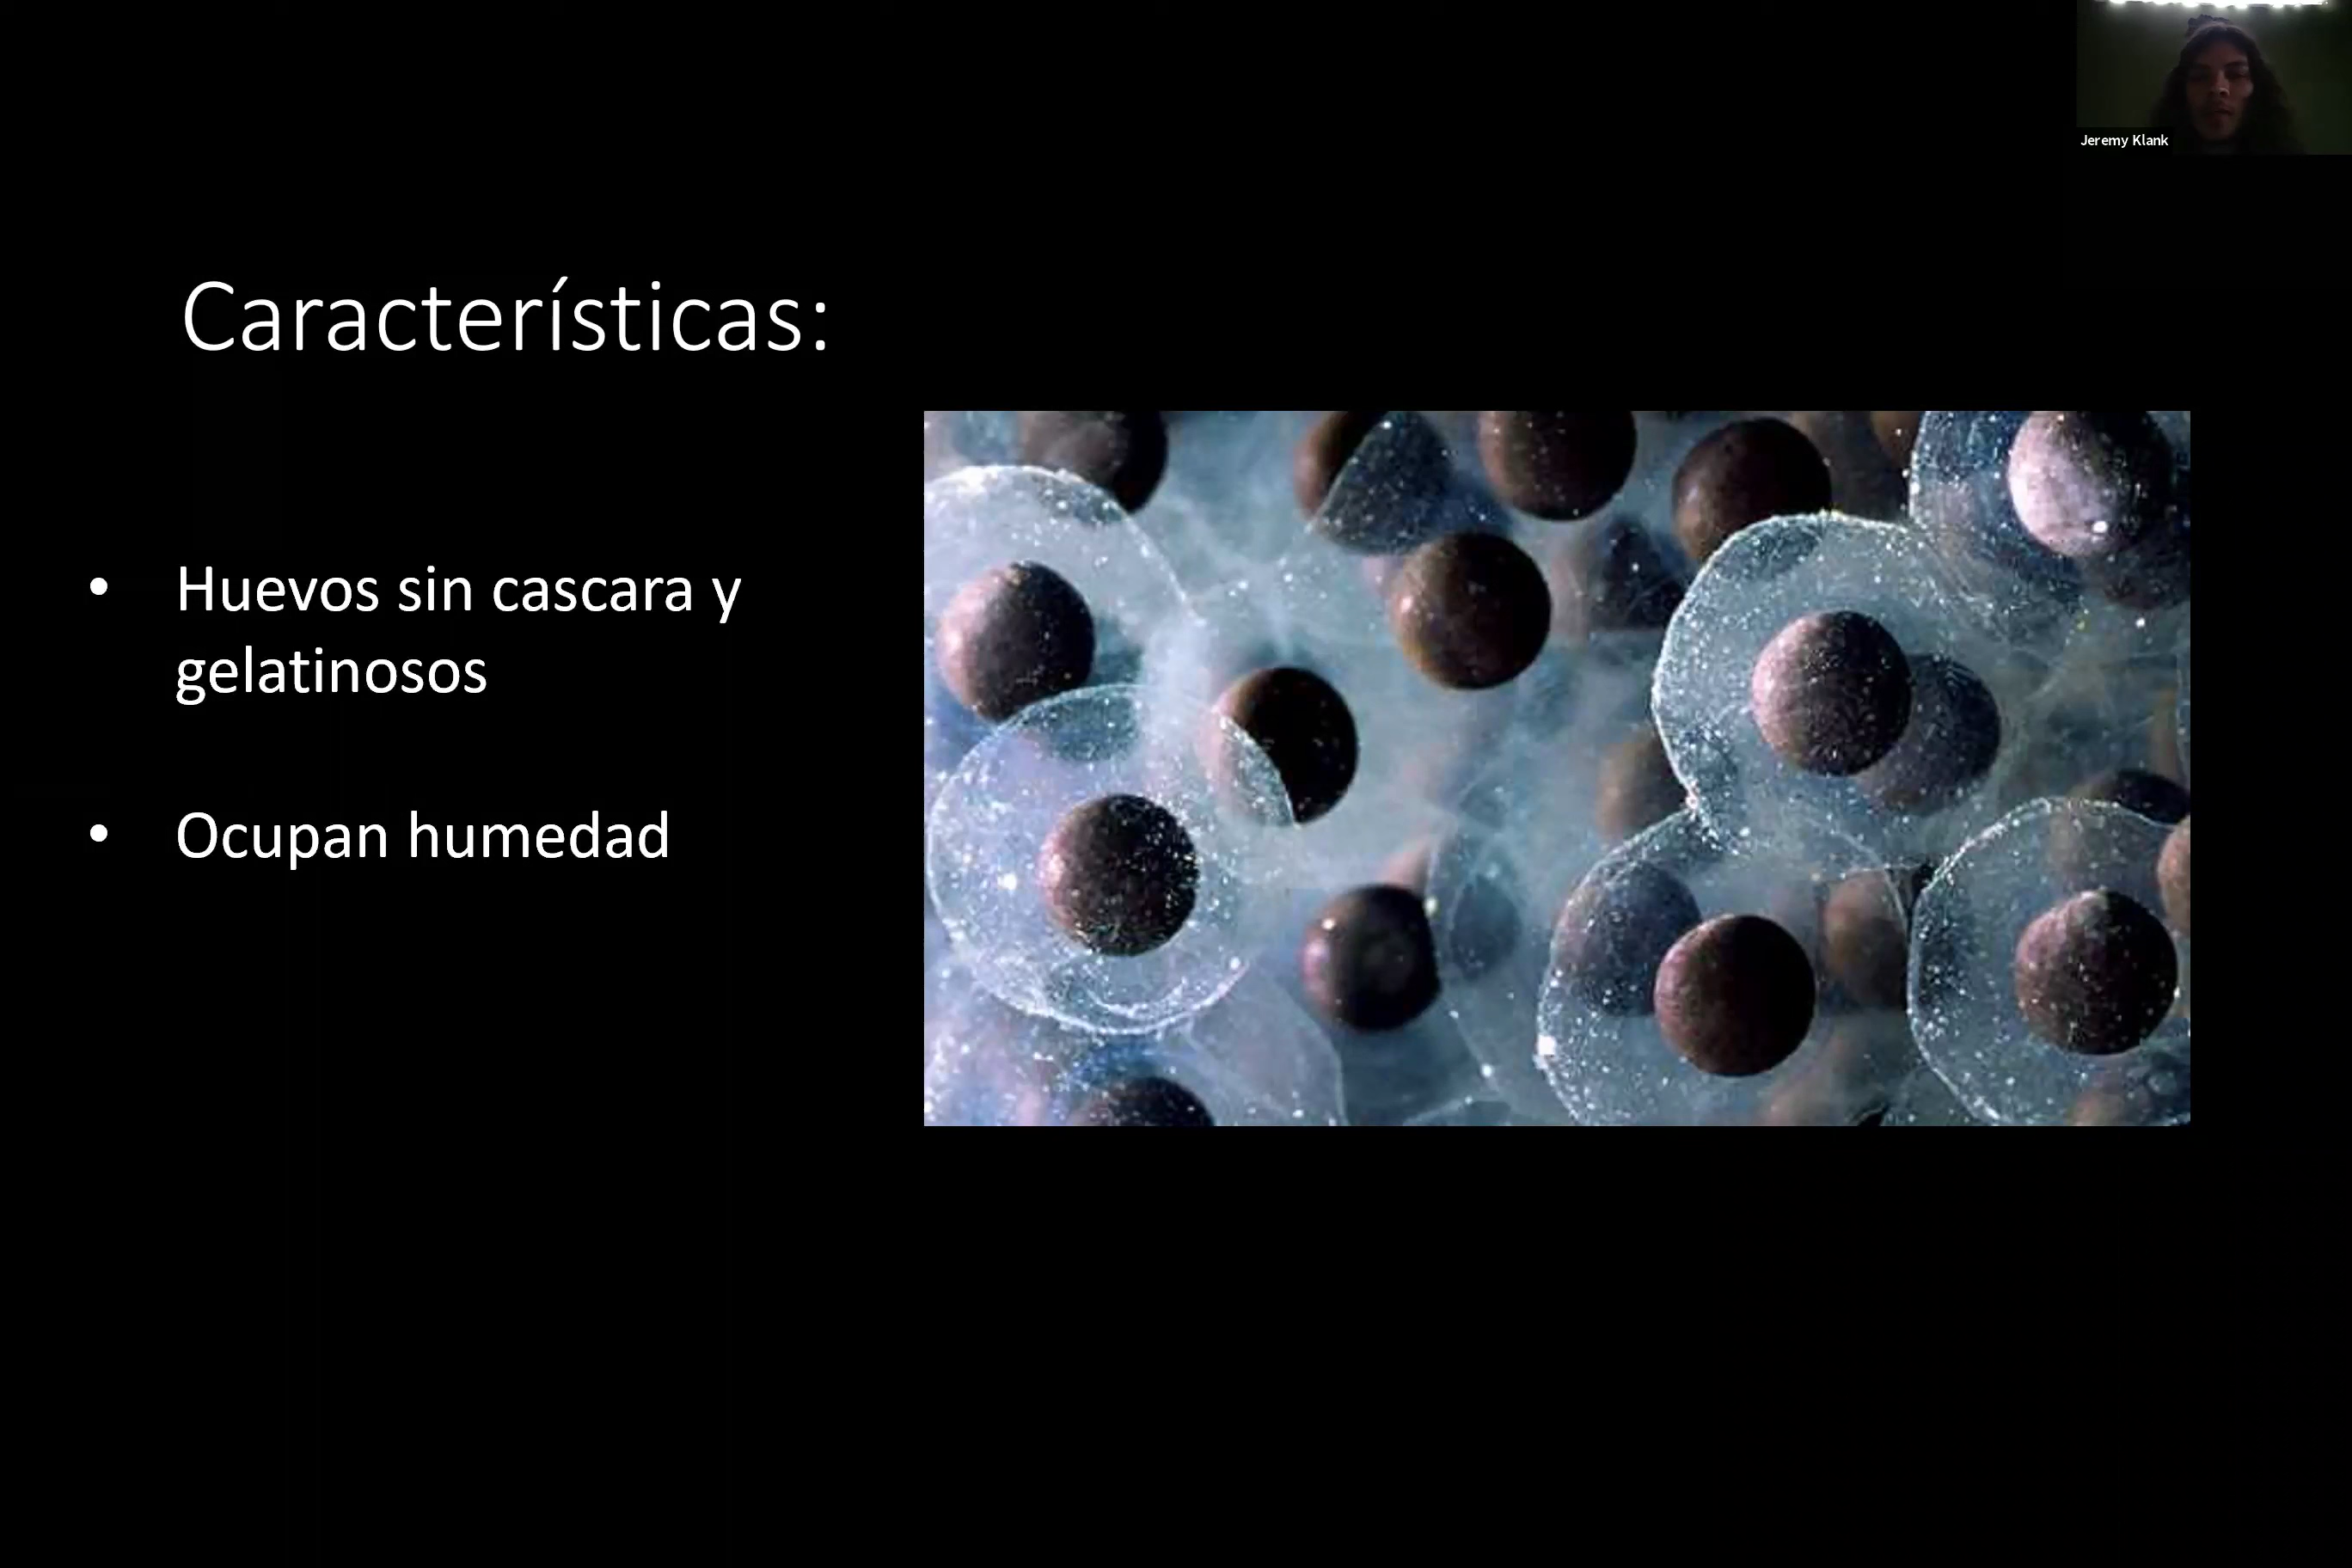 Jeremy Klank
Características:
• Huevos sin cascara y
gelatinosos
• Ocupan humedad